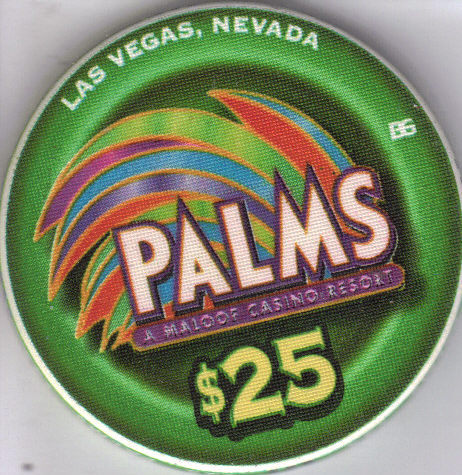 LAS VEGAS, NEVADA
BG
PALMS
A MALOOF CASINO RESORT
$25